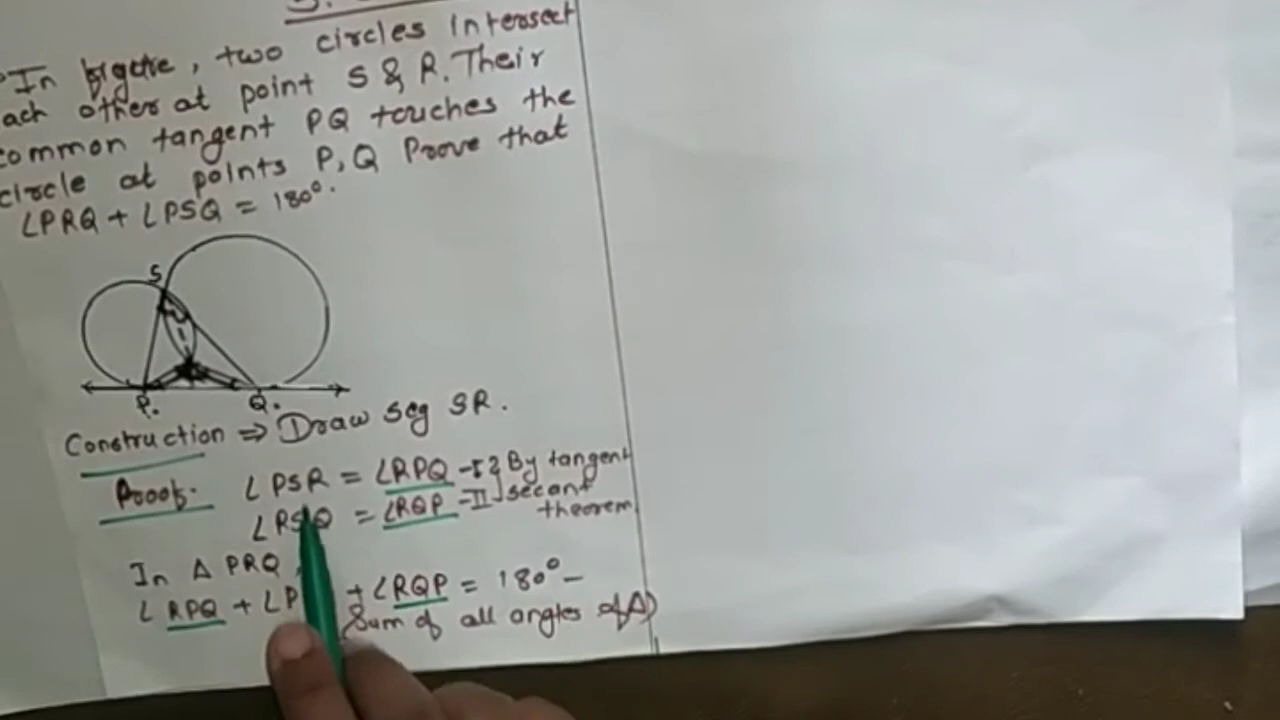 In figure, two circles intersect
ach other at point S & R. Their
common tangent PQ touches the
circle at points P, Q Prove that
∠PRQ + ∠PSQ = 180°.
S
P. Q.
Construction ⇒ Draw seg SR.
Proof:- ∠PSR = ∠RPQ -I } By tangent
∠RSQ = ∠RQP -II secant
theorem
In Δ PRQ
∠RPQ + ∠P + ∠RQP = 180° -
(Sum of all angles of Δ)